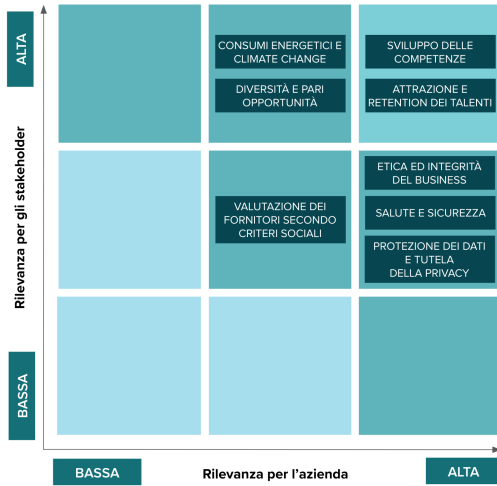 ALTA
Rilevanza per gli stakeholder
BASSA
CONSUMI ENERGETICI E
CLIMATE CHANGE
DIVERSITÀ E PARI
OPPORTUNITÀ
SVILUPPO DELLE
COMPETENZE
ATTRAZIONE E
RETENTION DEI TALENTI
VALUTAZIONE DEI
FORNITORI SECONDO
CRITERI SOCIALI
ETICA ED INTEGRITÀ
DEL BUSINESS
SALUTE E SICUREZZA
PROTEZIONE DEI DATI
E TUTELA
DELLA PRIVACY
BASSA
Rilevanza per l'azienda
ALTA